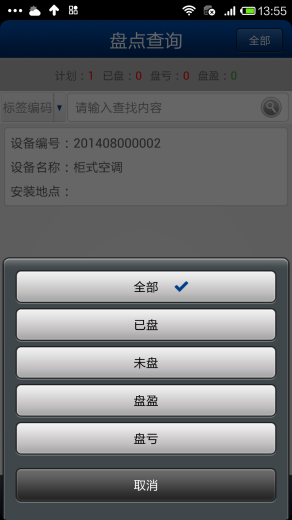 13:55
盘点查询
全部
计划：1 已盘：0 盘亏：0 盘盈：0
标签编码 请输入查找内容
设备编号：201408000002
设备名称：柜式空调
安装地点：
全部
已盘
未盘
盘盈
盘亏
取消